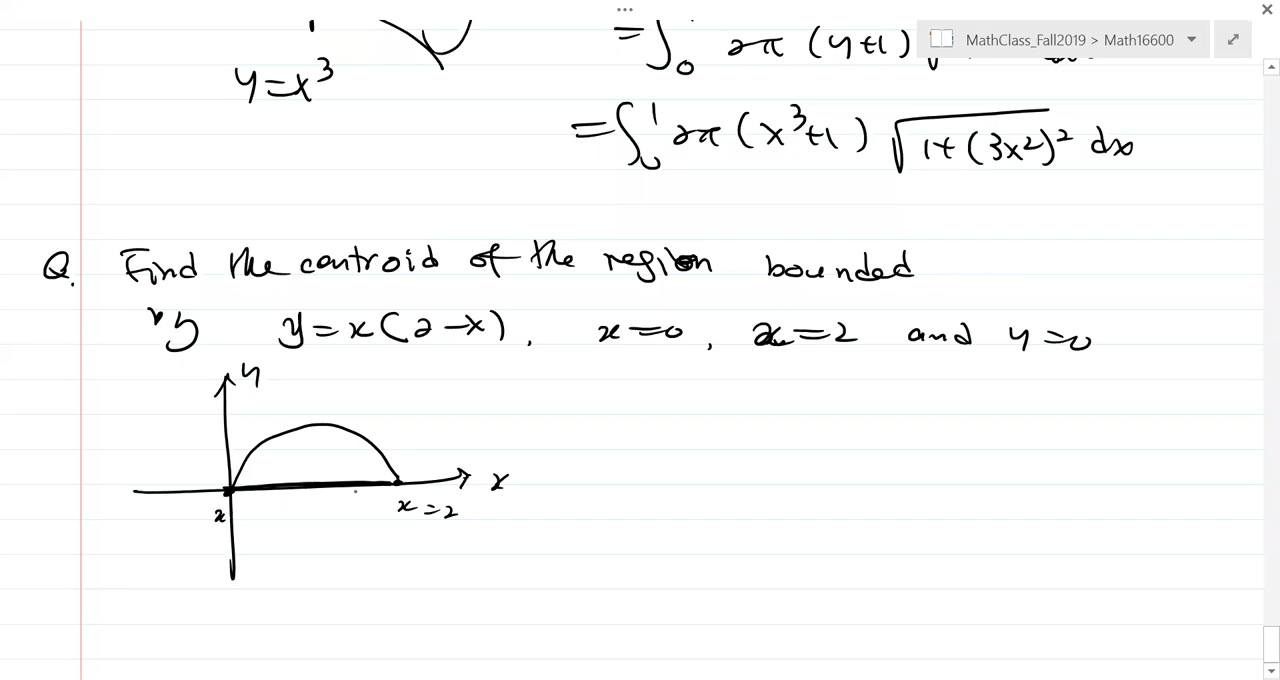 MathClass_Fall2019 > Math16600
= ∫₀ 2π (y+1) √
y=x³
= ∫₀¹ 2π (x³+1) √(1+(3x²)²) dx
Q. Find the centroid of the region bounded
by y=x(2-x), x=0, x=2 and y=0
y
x
x
x=2